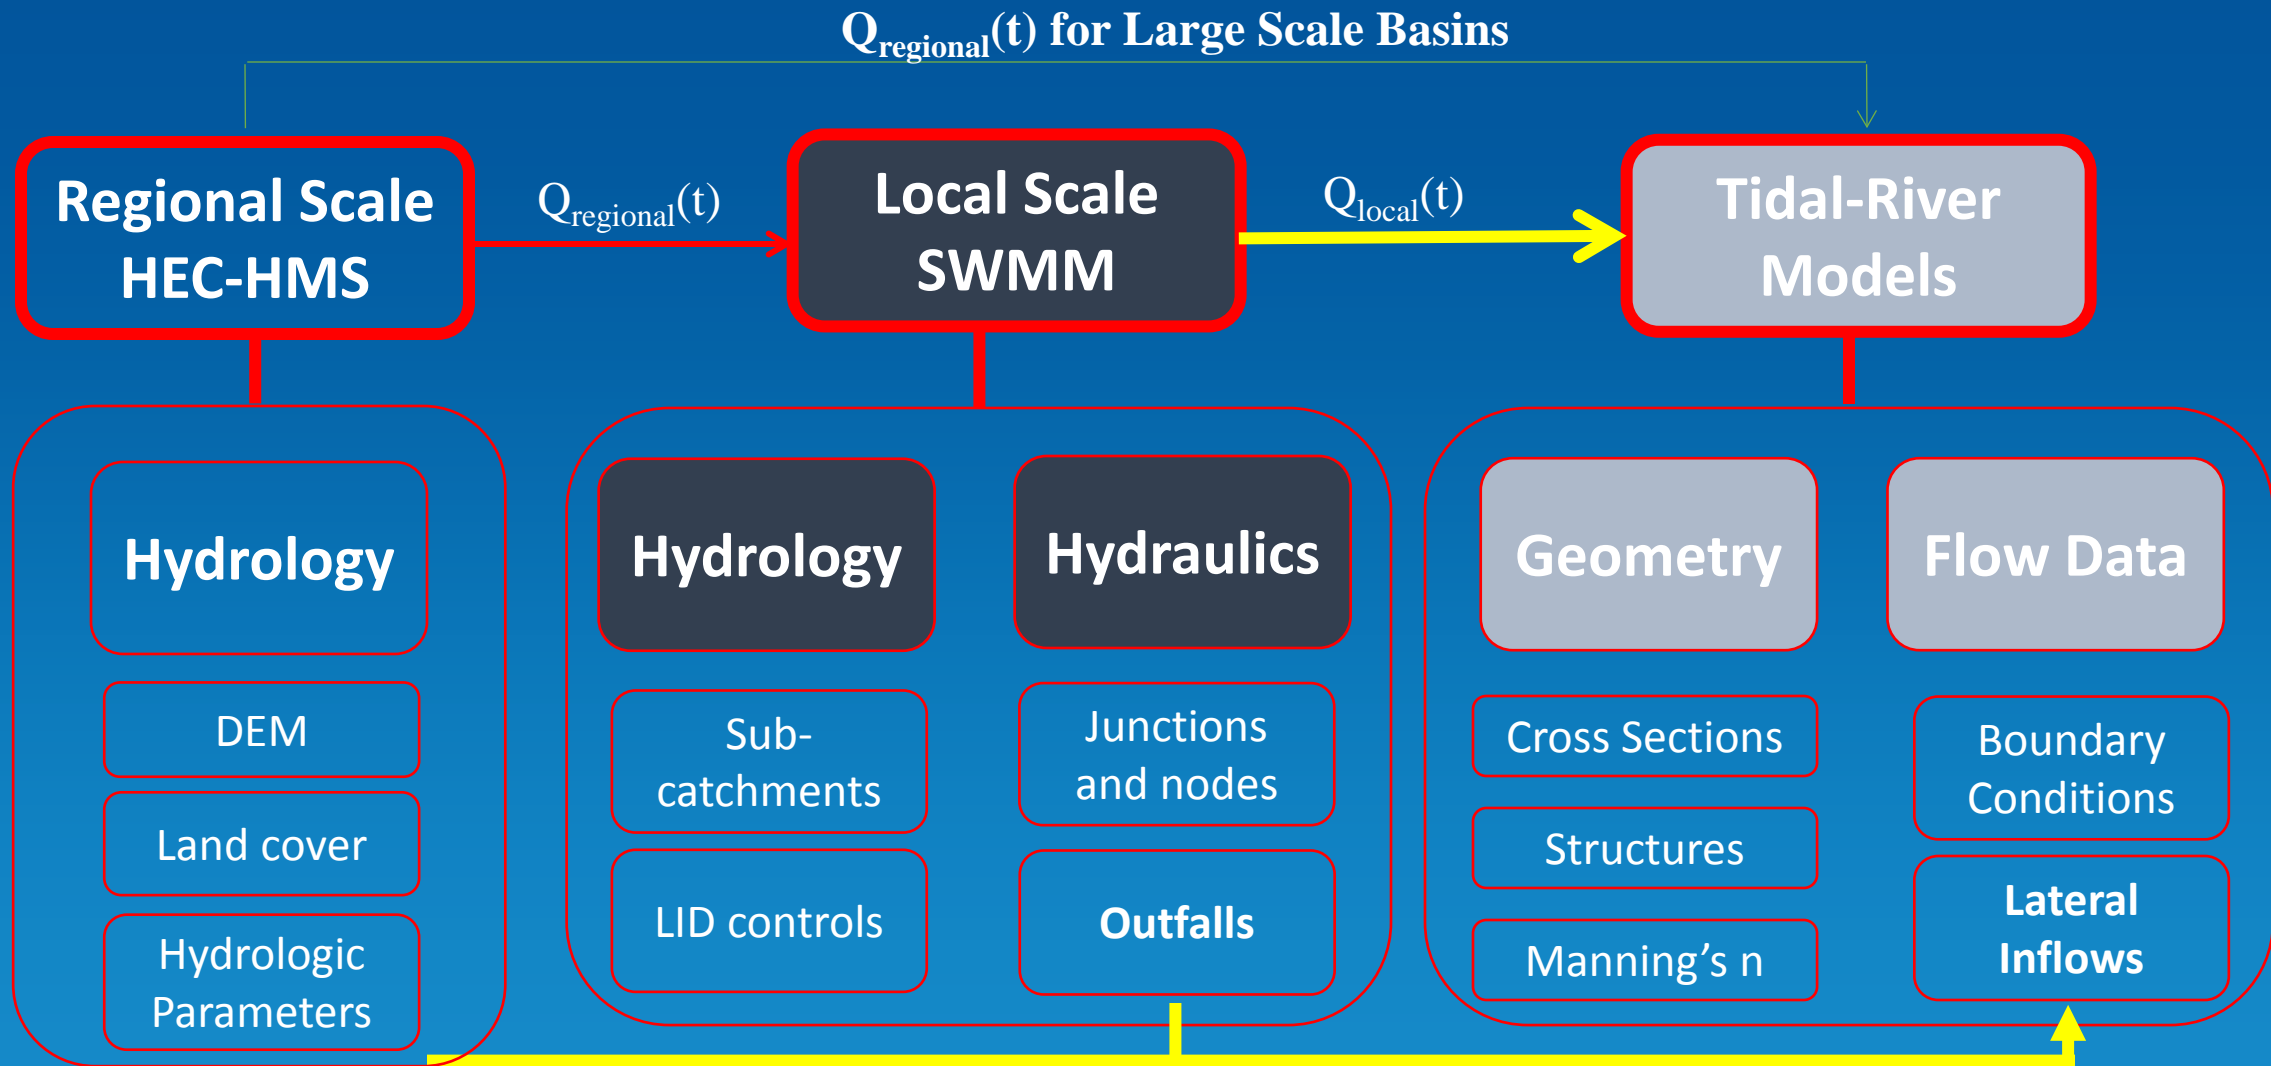 Qregional(t) for Large Scale Basins
Regional Scale
HEC-HMS
Qregional(t)
Local Scale
SWMM
Qlocal(t)
Tidal-River
Models
Hydrology
DEM
Land cover
Hydrologic
Parameters
Hydrology
Hydraulics
Sub-
catchments
Junctions
and nodes
LID controls
Outfalls
Geometry
Flow Data
Cross Sections
Structures
Manning’s n
Boundary
Conditions
Lateral
Inflows